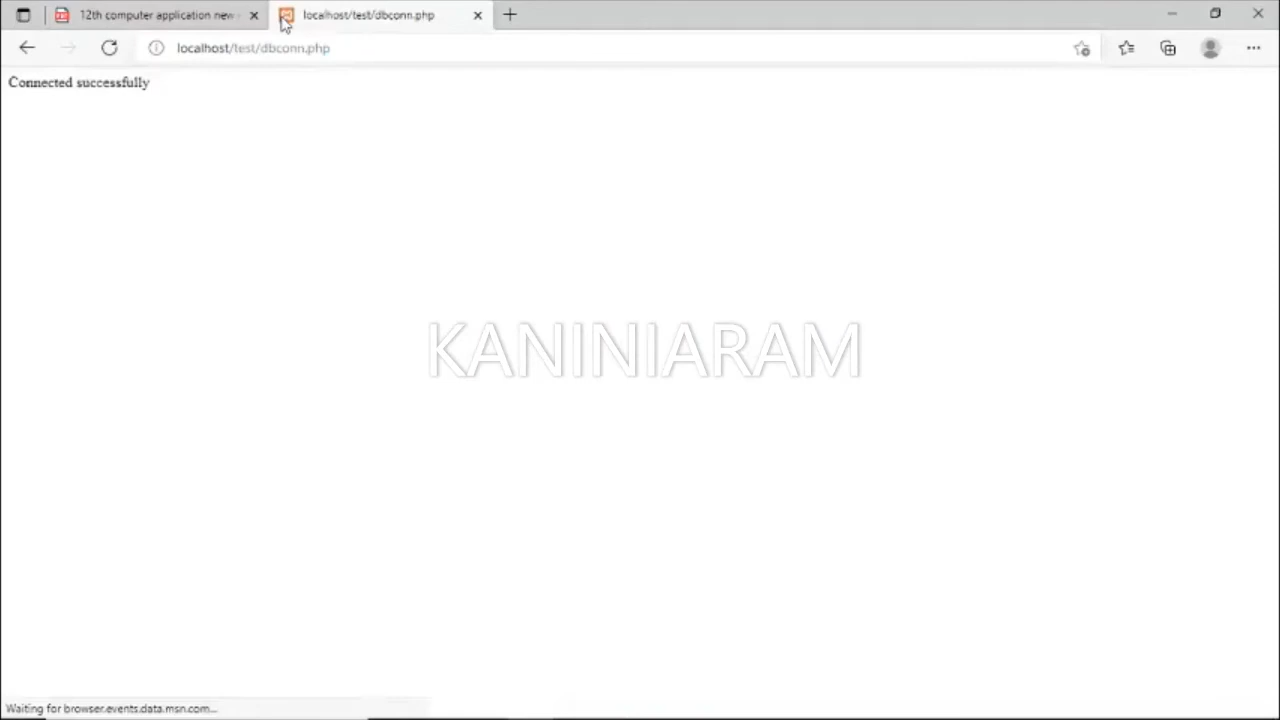 12th computer application new
localhost/test/dbconn.php
localhost/test/dbconn.php
Connected successfully
KANINIARAM
Waiting for browser.events.data.msn.com...